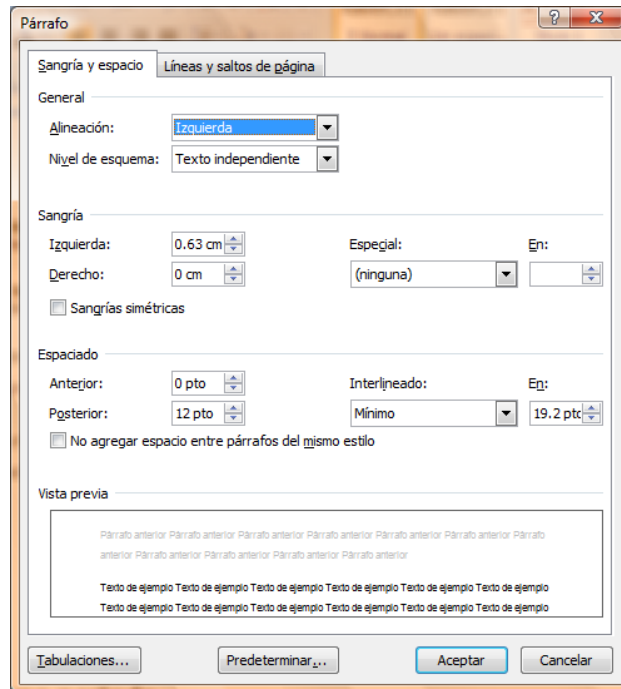 Párrafo
Sangría y espacio Líneas y saltos de página
General
Alineación: Izquierda
Nivel de esquema: Texto independiente
Sangría
Izquierda: 0.63 cm Especial: En:
Derecho: 0 cm (ninguna)
Sangrías simétricas
Espaciado
Anterior: 0 pto Interlineado: En:
Posterior: 12 pto Mínimo 19.2 ptc
No agregar espacio entre párrafos del mismo estilo
Vista previa
Párrafo anterior Párrafo anterior Párrafo anterior Párrafo anterior Párrafo anterior Párrafo anterior Párrafo
anterior Párrafo anterior Párrafo anterior Párrafo anterior Párrafo anterior
Texto de ejemplo Texto de ejemplo Texto de ejemplo Texto de ejemplo Texto de ejemplo Texto de ejemplo
Texto de ejemplo Texto de ejemplo Texto de ejemplo Texto de ejemplo Texto de ejemplo Texto de ejemplo
Tabulaciones... Predeterminar... Aceptar Cancelar